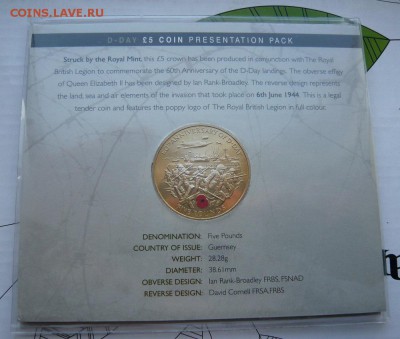 МОНЕТЫ
COINS.LAVE.RU
D-DAY £5 COIN PRESENTATION PACK
Struck by the Royal Mint, this £5 crown has been produced in conjunction with The Royal
British Legion to commemorate the 60th Anniversary of the D-Day landings. The obverse effigy
of Queen Elizabeth II has been designed by Ian Rank-Broadley. The reverse design represents
the land, sea and air elements of the invasion that took place on 6th June 1944. This is a legal
tender coin and features the poppy logo of The Royal British Legion in full colour.
ANNIVERSARY OF D-
DENOMINATION: Five Pounds
COUNTRY OF ISSUE: Guernsey
WEIGHT: 28.28g
DIAMETER: 38.61mm
OBVERSE DESIGN: Ian Rank-Broadley FRBS, FSNAD
REVERSE DESIGN: David Cornell FRSA, FRBS